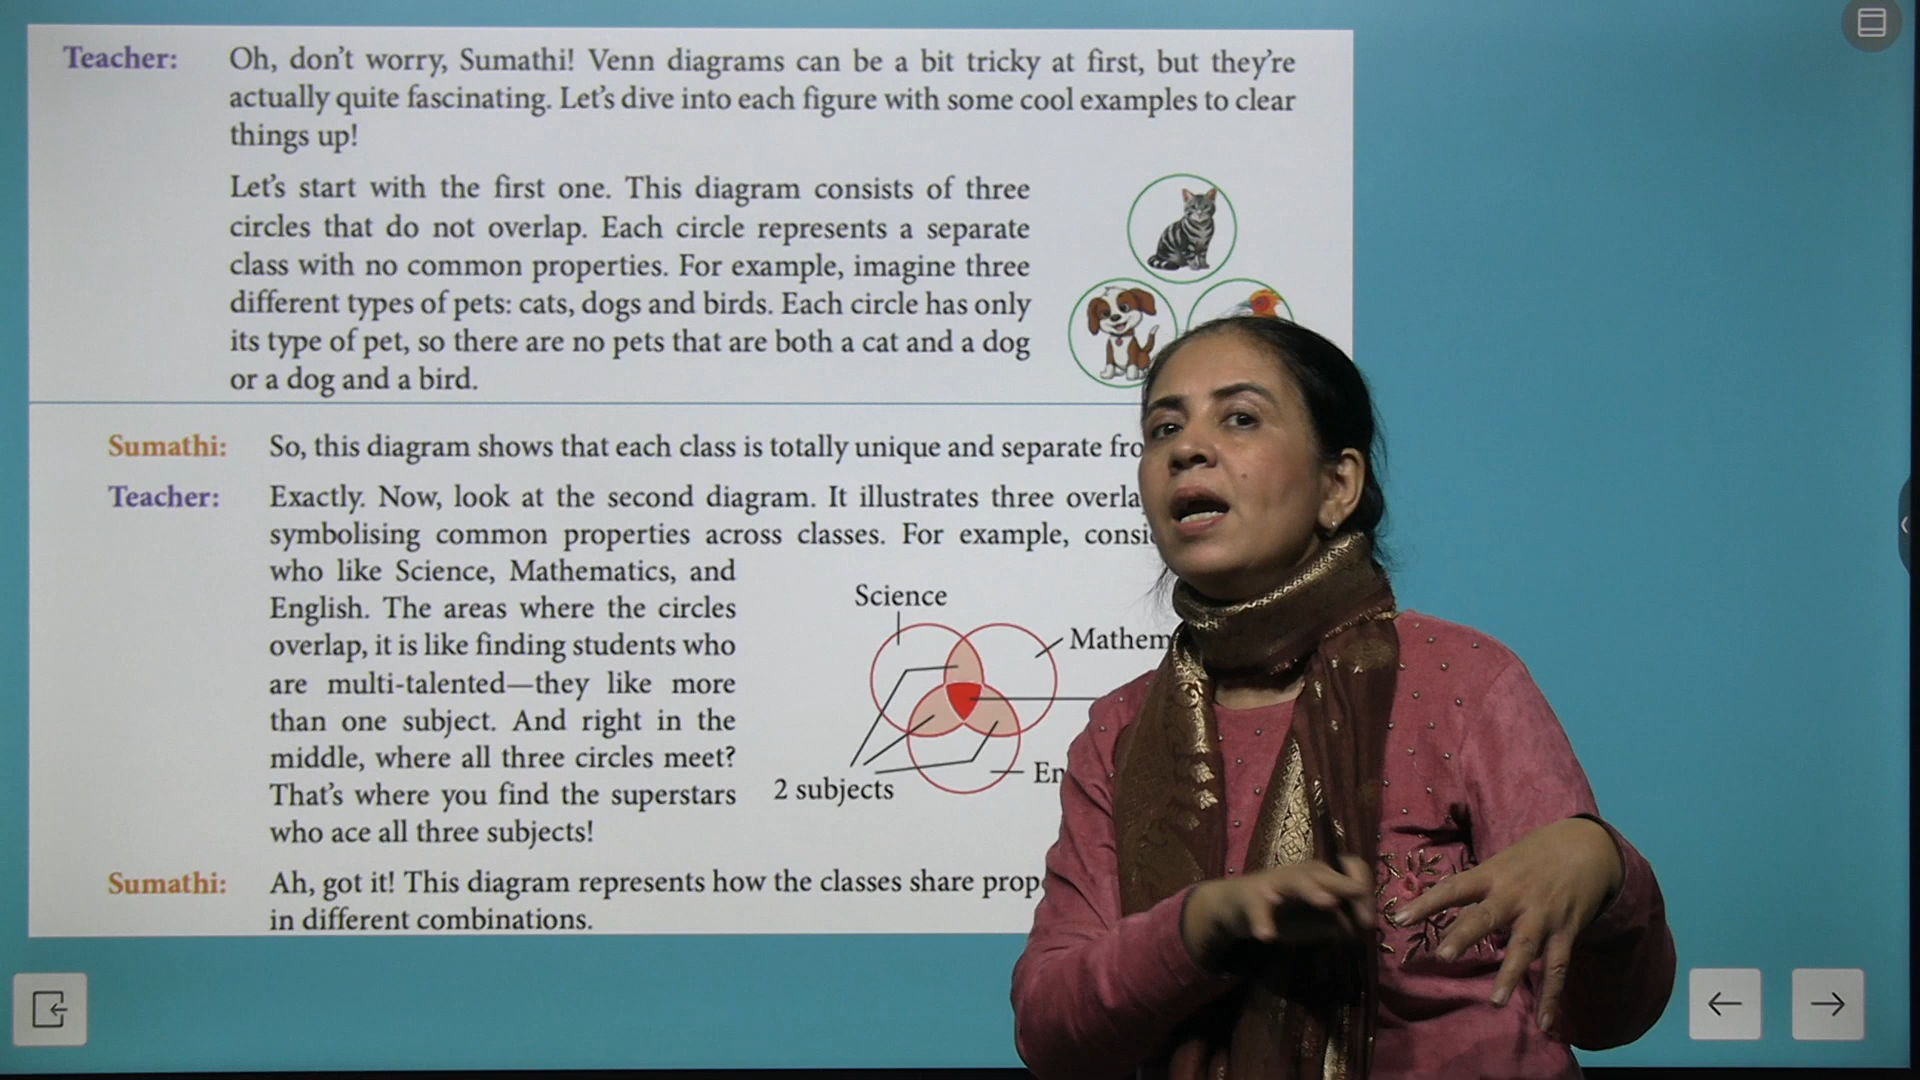 Teacher: Oh, don't worry, Sumathi! Venn diagrams can be a bit tricky at first, but they're
actually quite fascinating. Let's dive into each figure with some cool examples to clear
things up!
Let's start with the first one. This diagram consists of three
circles that do not overlap. Each circle represents a separate
class with no common properties. For example, imagine three
different types of pets: cats, dogs and birds. Each circle has only
its type of pet, so there are no pets that are both a cat and a dog
or a dog and a bird.
Sumathi: So, this diagram shows that each class is totally unique and separate
Teacher: Exactly. Now, look at the second diagram. It illustrates three
symbolising common properties across classes. For example,
who like Science, Mathematics, and
English. The areas where the circles
overlap, it is like finding students who
are multi-talented—they like more
than one subject. And right in the
middle, where all three circles meet?
That's where you find the superstars
who ace all three subjects!
Science
2 subjects
Sumathi: Ah, got it! This diagram represents how the classes share
in different combinations.